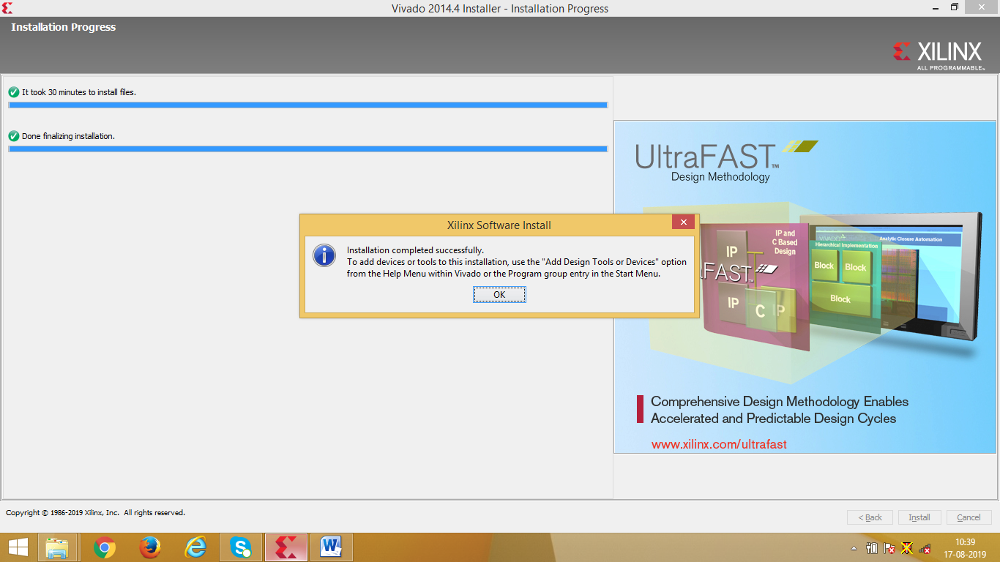 Vivado 2014.4 Installer - Installation Progress
Installation Progress
XILINX
ALL PROGRAMMABLE™
It took 30 minutes to install files.
Done finalizing installation.
UltraFAST™
Design Methodology
Xilinx Software Install
Installation completed successfully.
To add devices or tools to this installation, use the "Add Design Tools or Devices" option
from the Help Menu within Vivado or the Program group entry in the Start Menu.
OK
IP and
C Based
Design
IP
IP
C
IP
FAST™
VIVADO
Analytic Closure Automation
Hierarchical Implementation
Block
Block
Block
Comprehensive Design Methodology Enables
Accelerated and Predictable Design Cycles
www.xilinx.com/ultrafast
Copyright © 1986-2019 Xilinx, Inc. All rights reserved.
< Back
Install
Cancel
10:39
17-08-2019